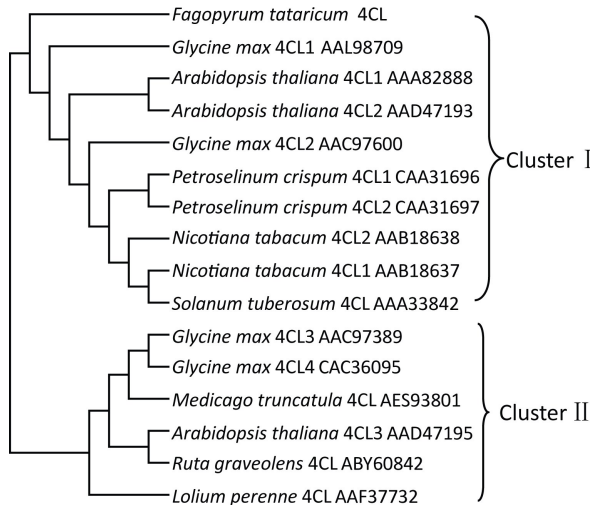 Fagopyrum tataricum 4CL
Glycine max 4CL1 AAL98709
Arabidopsis thaliana 4CL1 AAA82888
Arabidopsis thaliana 4CL2 AAD47193
Glycine max 4CL2 AAC97600
Petroselinum crispum 4CL1 CAA31696
Petroselinum crispum 4CL2 CAA31697
Nicotiana tabacum 4CL2 AAB18638
Nicotiana tabacum 4CL1 AAB18637
Solanum tuberosum 4CL AAA33842
Cluster Ⅰ
Glycine max 4CL3 AAC97389
Glycine max 4CL4 CAC36095
Medicago truncatula 4CL AES93801
Arabidopsis thaliana 4CL3 AAD47195
Ruta graveolens 4CL ABY60842
Lolium perenne 4CL AAF37732
Cluster Ⅱ